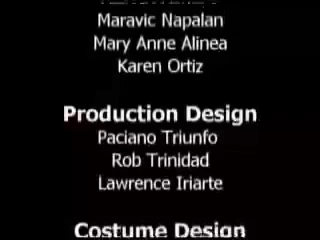 Maravic Napalan
Mary Anne Alinea
Karen Ortiz
Production Design
Paciano Triunfo
Rob Trinidad
Lawrence Iriarte
Costume Design